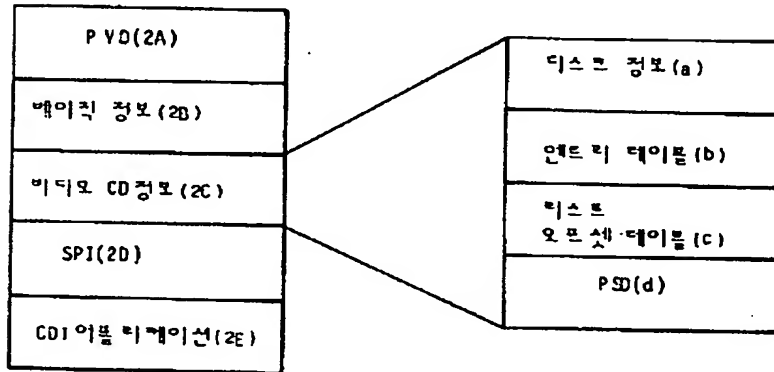 PVD(2A)
베이직 정보(2B)
비디오 CD정보(2C)
SPI(2D)
CDI어플리케이션(2E)
디스크 정보(a)
엔트리 테이블(b)
리스트
오프셋·테이블(c)
PSD(d)